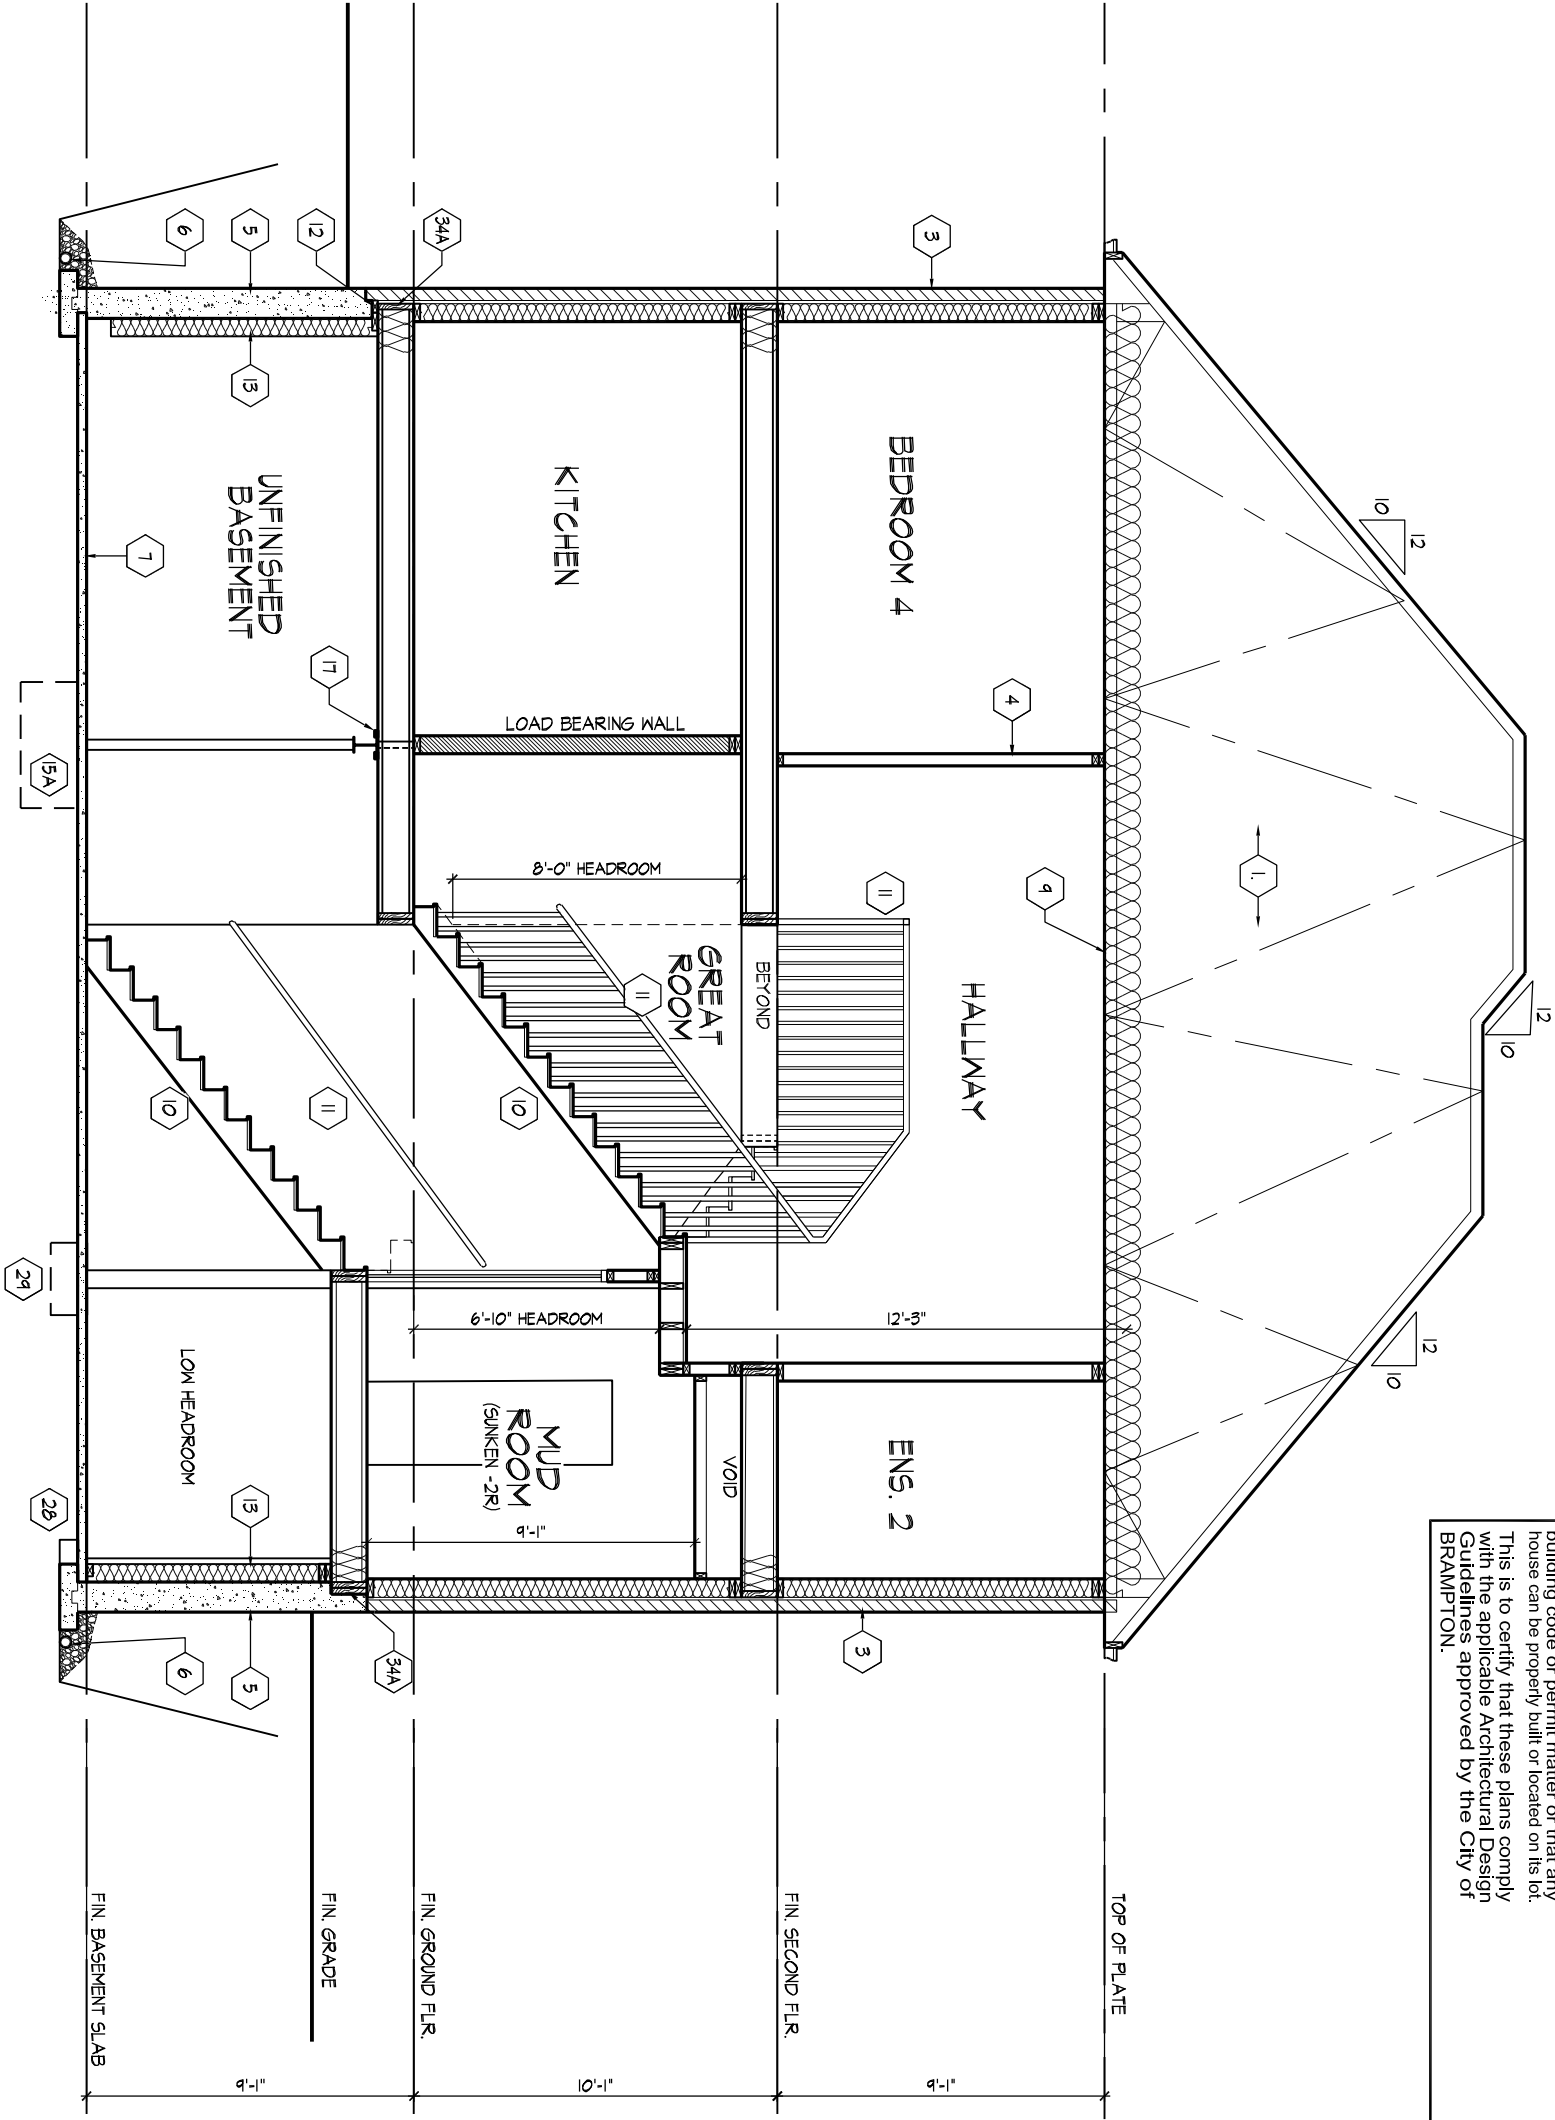 building code or permit matter or that any
house can be properly built or located on its lot.
This is to certify that these plans comply
with the applicable Architectural Design
Guidelines approved by the City of
BRAMPTON.
12
10
12
10
12
10
1.
TOP OF PLATE
9
3
4
11
BEDROOM 4
HALLWAY
ENS. 2
12'-3"
9'-1"
3
FIN. SECOND FLR.
BEYOND
VOID
GREAT
ROOM
11
8'-0" HEADROOM
LOAD BEARING WALL
KITCHEN
10
6'-10" HEADROOM
MUD
ROOM
(SUNKEN -2R)
9'-1"
10'-1"
34A
FIN. GROUND FLR.
34A
12
17
11
FIN. GRADE
5
13
UNFINISHED
BASEMENT
13
5
6
7
10
LOW HEADROOM
6
9'-1"
FIN. BASEMENT SLAB
15A
29
28